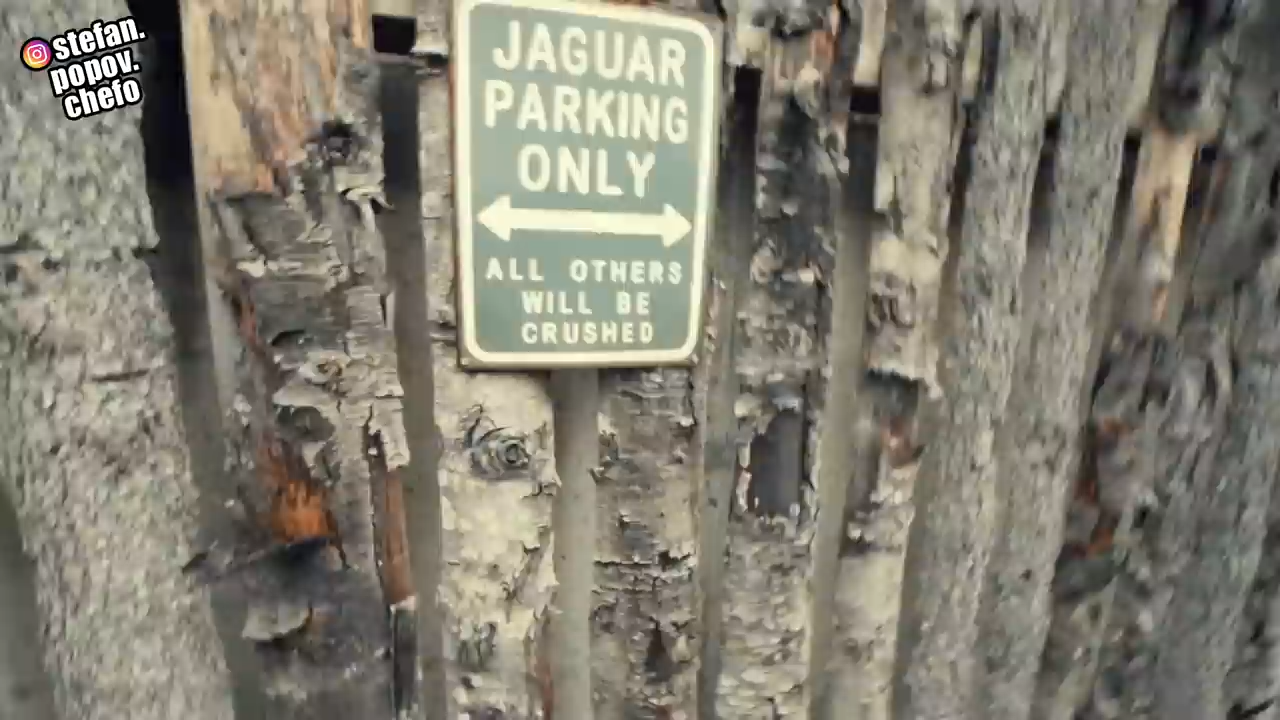 stefan.
popov.
chefo
JAGUAR
PARKING
ONLY
ALL OTHERS
WILL BE
CRUSHED